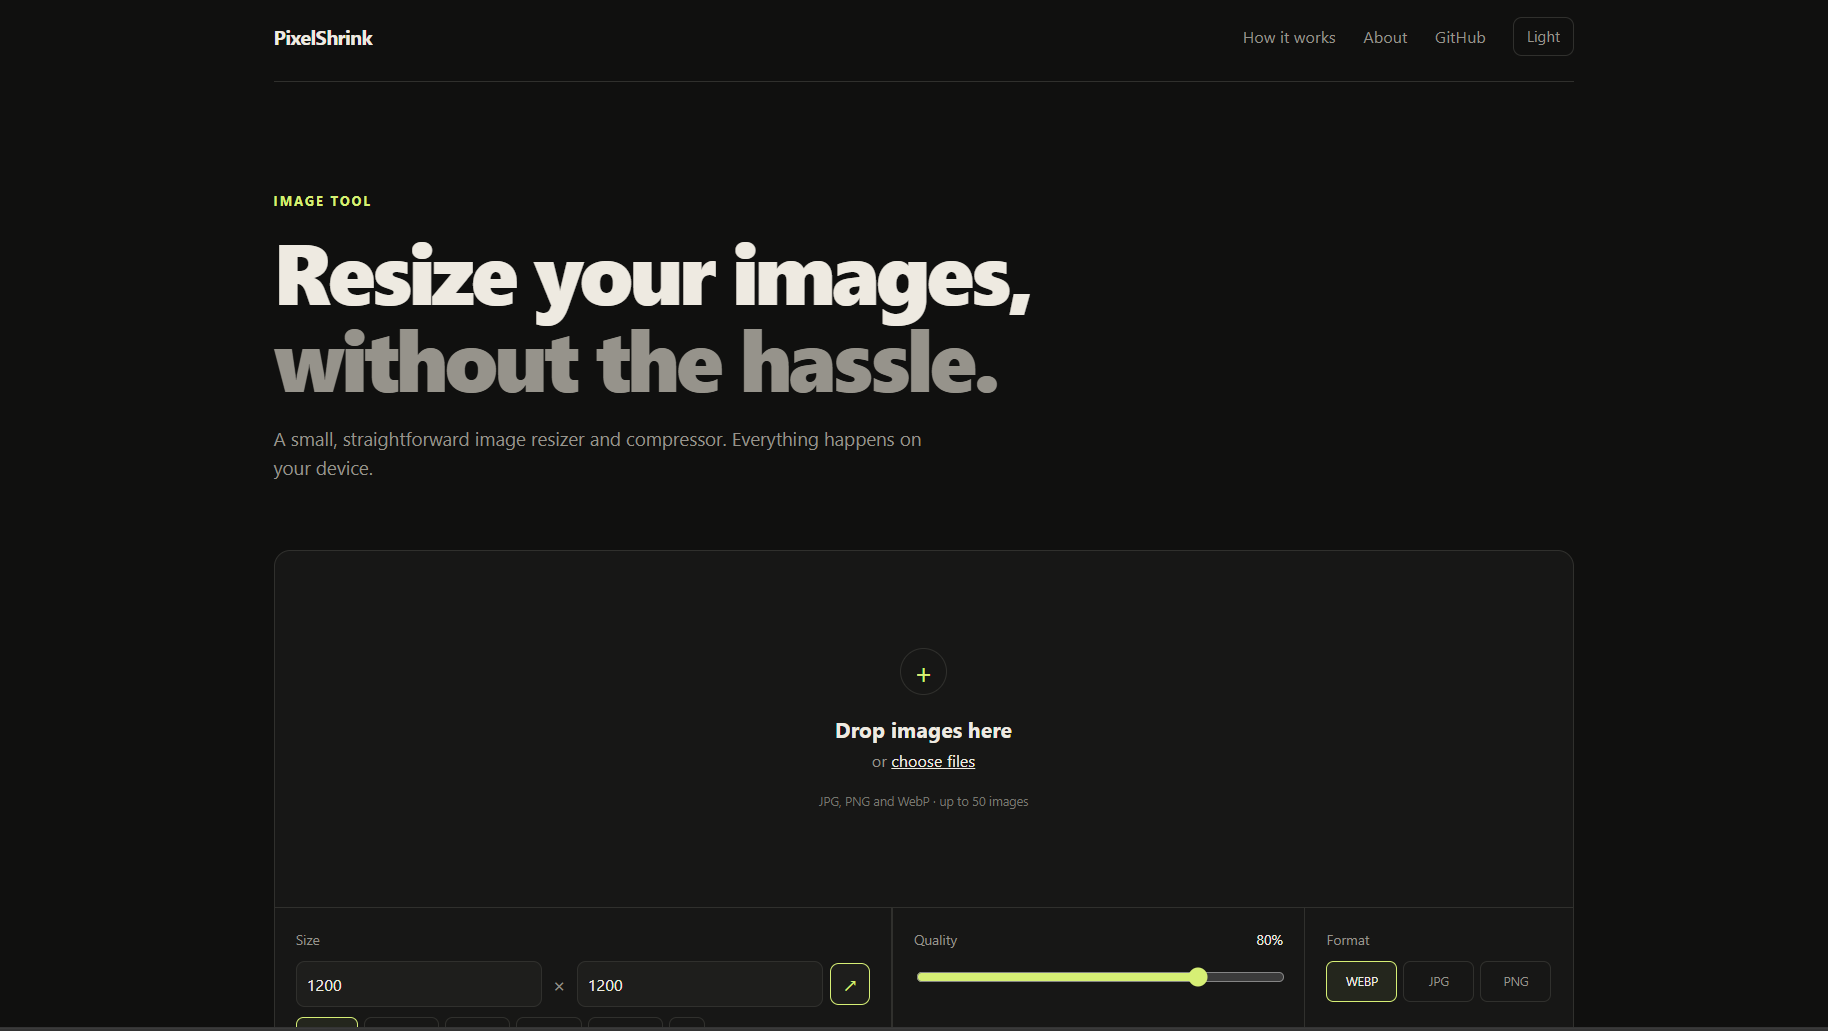 PixelShrink
How it works
About
GitHub
Light
IMAGE TOOL
Resize your images,
without the hassle.
A small, straightforward image resizer and compressor. Everything happens on
your device.
+
Drop images here
or choose files
JPG, PNG and WebP · up to 50 images
Size
1200 × 1200 ↗
Quality 80%
Format
WEBP JPG PNG